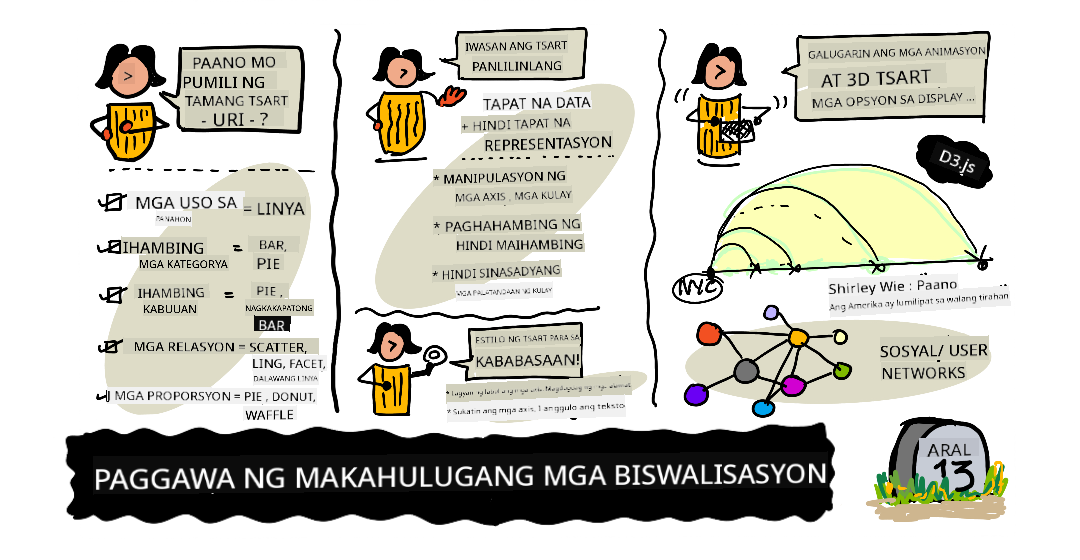 PAANO MO
PUMILI NG
TAMANG TSART
- URI - ?
MGA USO SA
PANAHON
= LINYA
IHAMBING
MGA KATEGORYA
=
BAR,
PIE
IHAMBING
KABUUAN
=
PIE,
NAGKAKAPATONG
BAR
MGA RELASYON = SCATTER,
LING, FACET,
DALAWANG LINYA
MGA PROPORSYON = PIE, DONUT,
WAFFLE
IWASAN ANG TSART
PANLILINLANG
TAPAT NA DATA
+ HINDI TAPAT NA
REPRESENTASYON
* MANIPULASYON NG
MGA AXIS, MGA KULAY
* PAGHAHAMBING NG
HINDI MAIHAMBING
* HINDI SINASADYANG
MGA PALATANDAAN NG KULAY
ESTILO NG TSART PARA SA
KABABASAAN!
* Sukatin ang mga axis, I anggulo ang teksto
GALUGARIN ANG MGA ANIMASYON
AT 3D TSART
MGA OPSYON SA DISPLAY ...
D3.js
NYC
Shirley Wie : Paano
Ang Amerika ay lumilipat sa walang tirahan
SOSYAL/ USER
NETWORKS
PAGGAWA NG MAKAHULUGANG MGA BISWALISASYON
ARAL
13